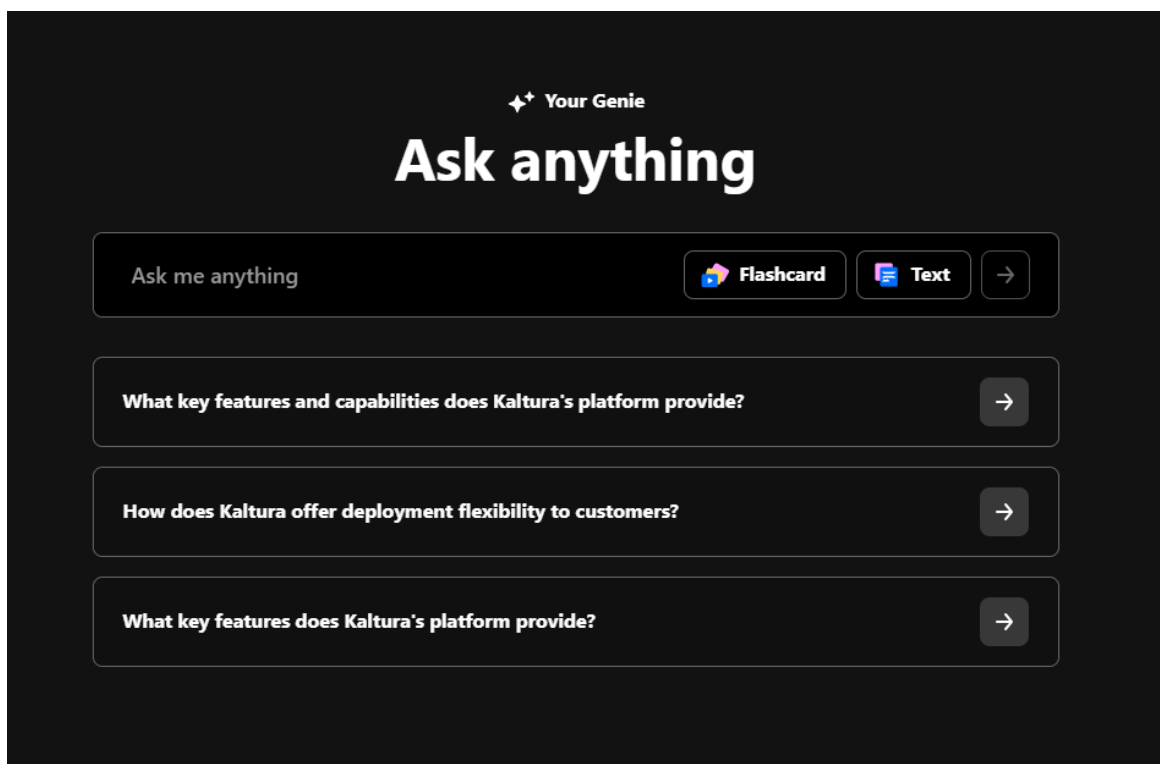 Your Genie
Ask anything
Ask me anything
Flashcard
Text
What key features and capabilities does Kaltura's platform provide?
How does Kaltura offer deployment flexibility to customers?
What key features does Kaltura's platform provide?